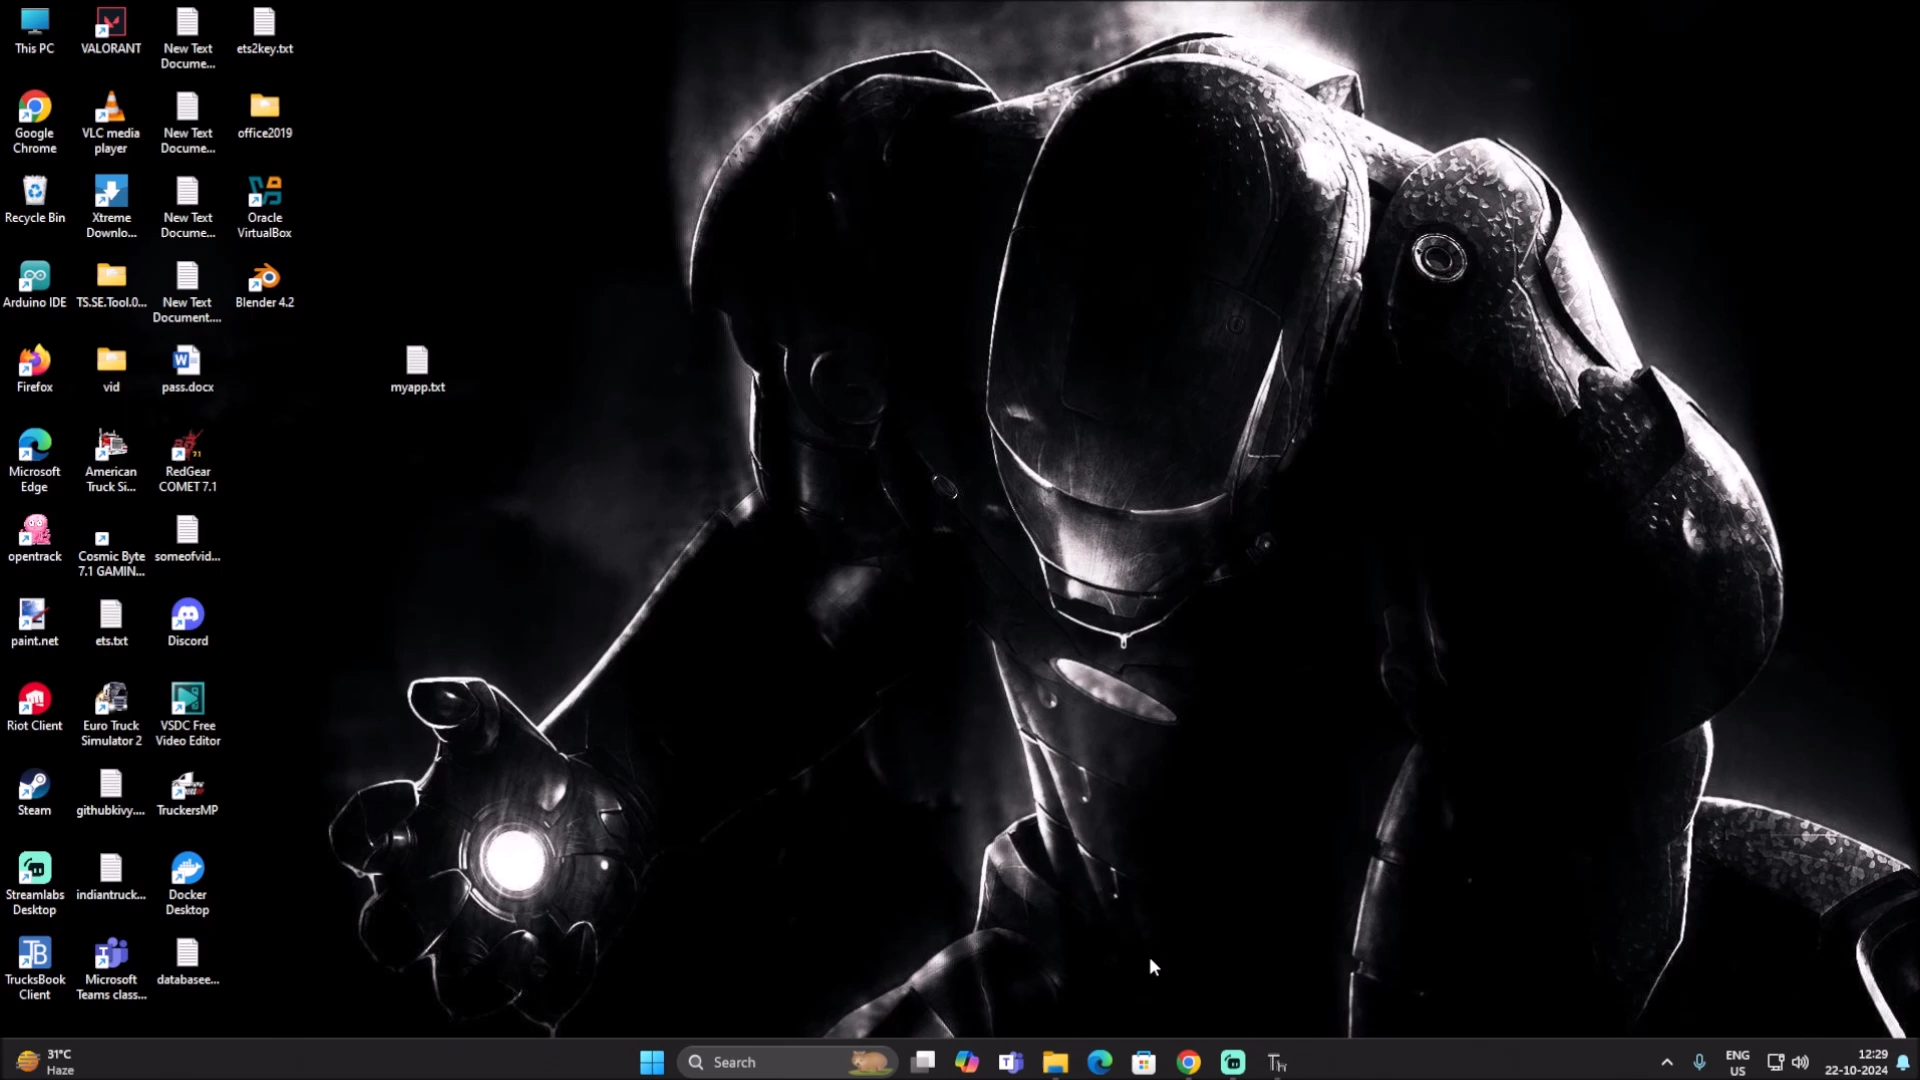 This PC
VALORANT
New Text
Docume...
ets2key.txt
Google
Chrome
VLC media
player
New Text
Docume...
office2019
Recycle Bin
Xtreme
Downlo...
New Text
Docume...
Oracle
VirtualBox
Arduino IDE
TS.SE.Tool.0...
New Text
Document....
Blender 4.2
Firefox
vid
pass.docx
myapp.txt
Microsoft
Edge
American
Truck Si...
RedGear
COMET 7.1
opentrack
Cosmic Byte
7.1 GAMIN...
someofvid...
paint.net
ets.txt
Discord
Riot Client
Euro Truck
Simulator 2
VSDC Free
Video Editor
Steam
githubkivy....
TruckersMP
Streamlabs
Desktop
indiantruck...
Docker
Desktop
TrucksBook
Client
Microsoft
Teams class...
databasee...
31°C
Haze
Search
ENG
US
12:29
22-10-2024